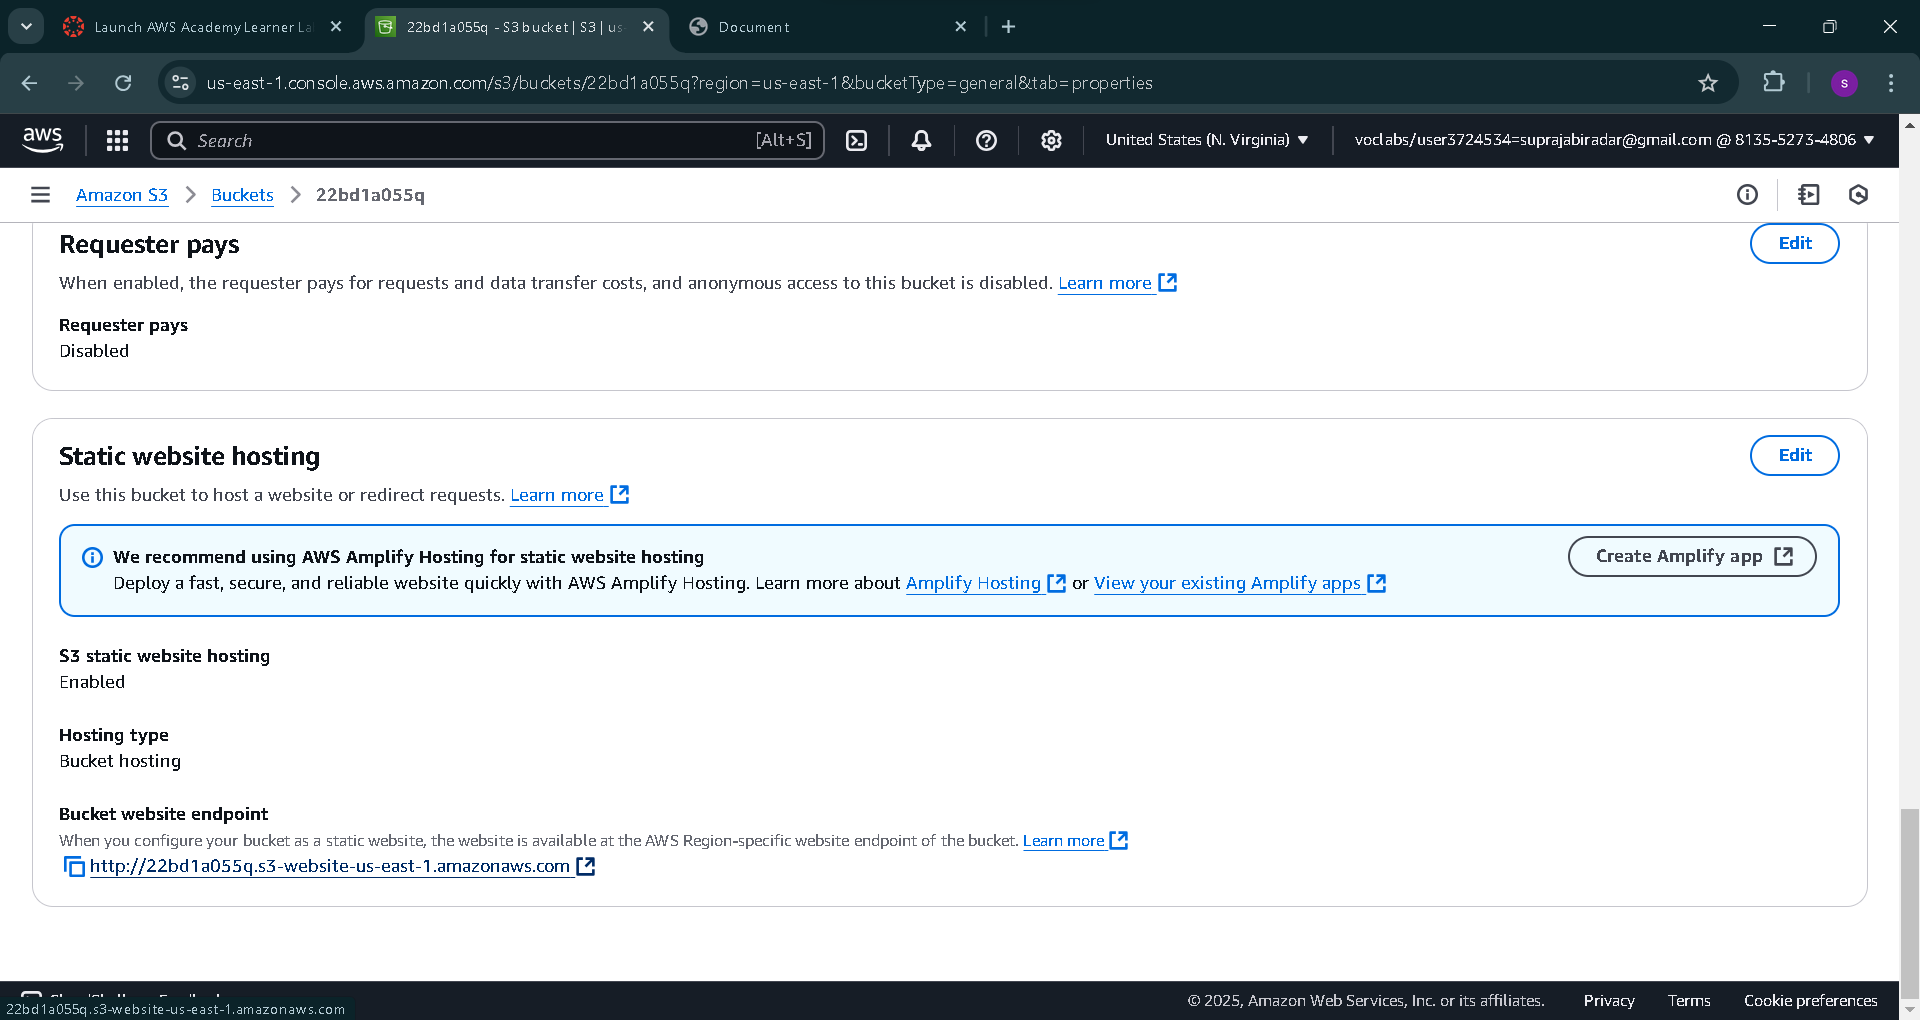 Launch AWS Academy Learner La
22bd1a055q - S3 bucket | S3 | us-
Document
us-east-1.console.aws.amazon.com/s3/buckets/22bd1a055q?region=us-east-1&bucketType=general&tab=properties
s
aws
Search
[Alt+S]
United States (N. Virginia)
voclabs/user3724534=suprajabiradar@gmail.com @ 8135-5273-4806
Amazon S3
Buckets
22bd1a055q
Requester pays
Edit
When enabled, the requester pays for requests and data transfer costs, and anonymous access to this bucket is disabled. Learn more
Requester pays
Disabled
Static website hosting
Edit
Use this bucket to host a website or redirect requests. Learn more
We recommend using AWS Amplify Hosting for static website hosting
Create Amplify app
Deploy a fast, secure, and reliable website quickly with AWS Amplify Hosting. Learn more about Amplify Hosting or View your existing Amplify apps
S3 static website hosting
Enabled
Hosting type
Bucket hosting
Bucket website endpoint
When you configure your bucket as a static website, the website is available at the AWS Region-specific website endpoint of the bucket. Learn more
http://22bd1a055q.s3-website-us-east-1.amazonaws.com
© 2025, Amazon Web Services, Inc. or its affiliates.
Privacy
Terms
Cookie preferences
22bd1a055q.s3-website-us-east-1.amazonaws.com